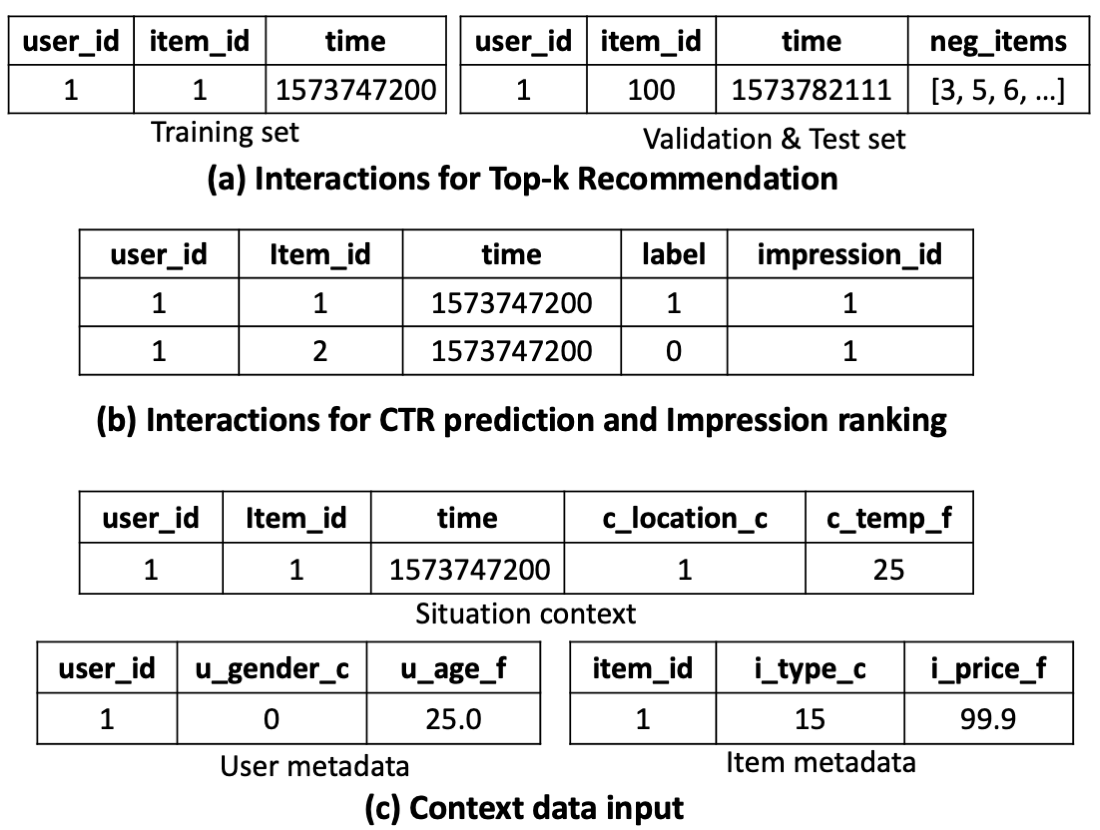 user_id item_id time
1 1 1573747200
Training set
user_id item_id time neg_items
1 100 1573782111 [3, 5, 6, ...]
Validation & Test set
(a) Interactions for Top-k Recommendation
user_id Item_id time label impression_id
1 1 1573747200 1 1
1 2 1573747200 0 1
(b) Interactions for CTR prediction and Impression ranking
user_id Item_id time c_location_c c_temp_f
1 1 1573747200 1 25
Situation context
user_id u_gender_c u_age_f
1 0 25.0
User metadata
item_id i_type_c i_price_f
1 15 99.9
Item metadata
(c) Context data input